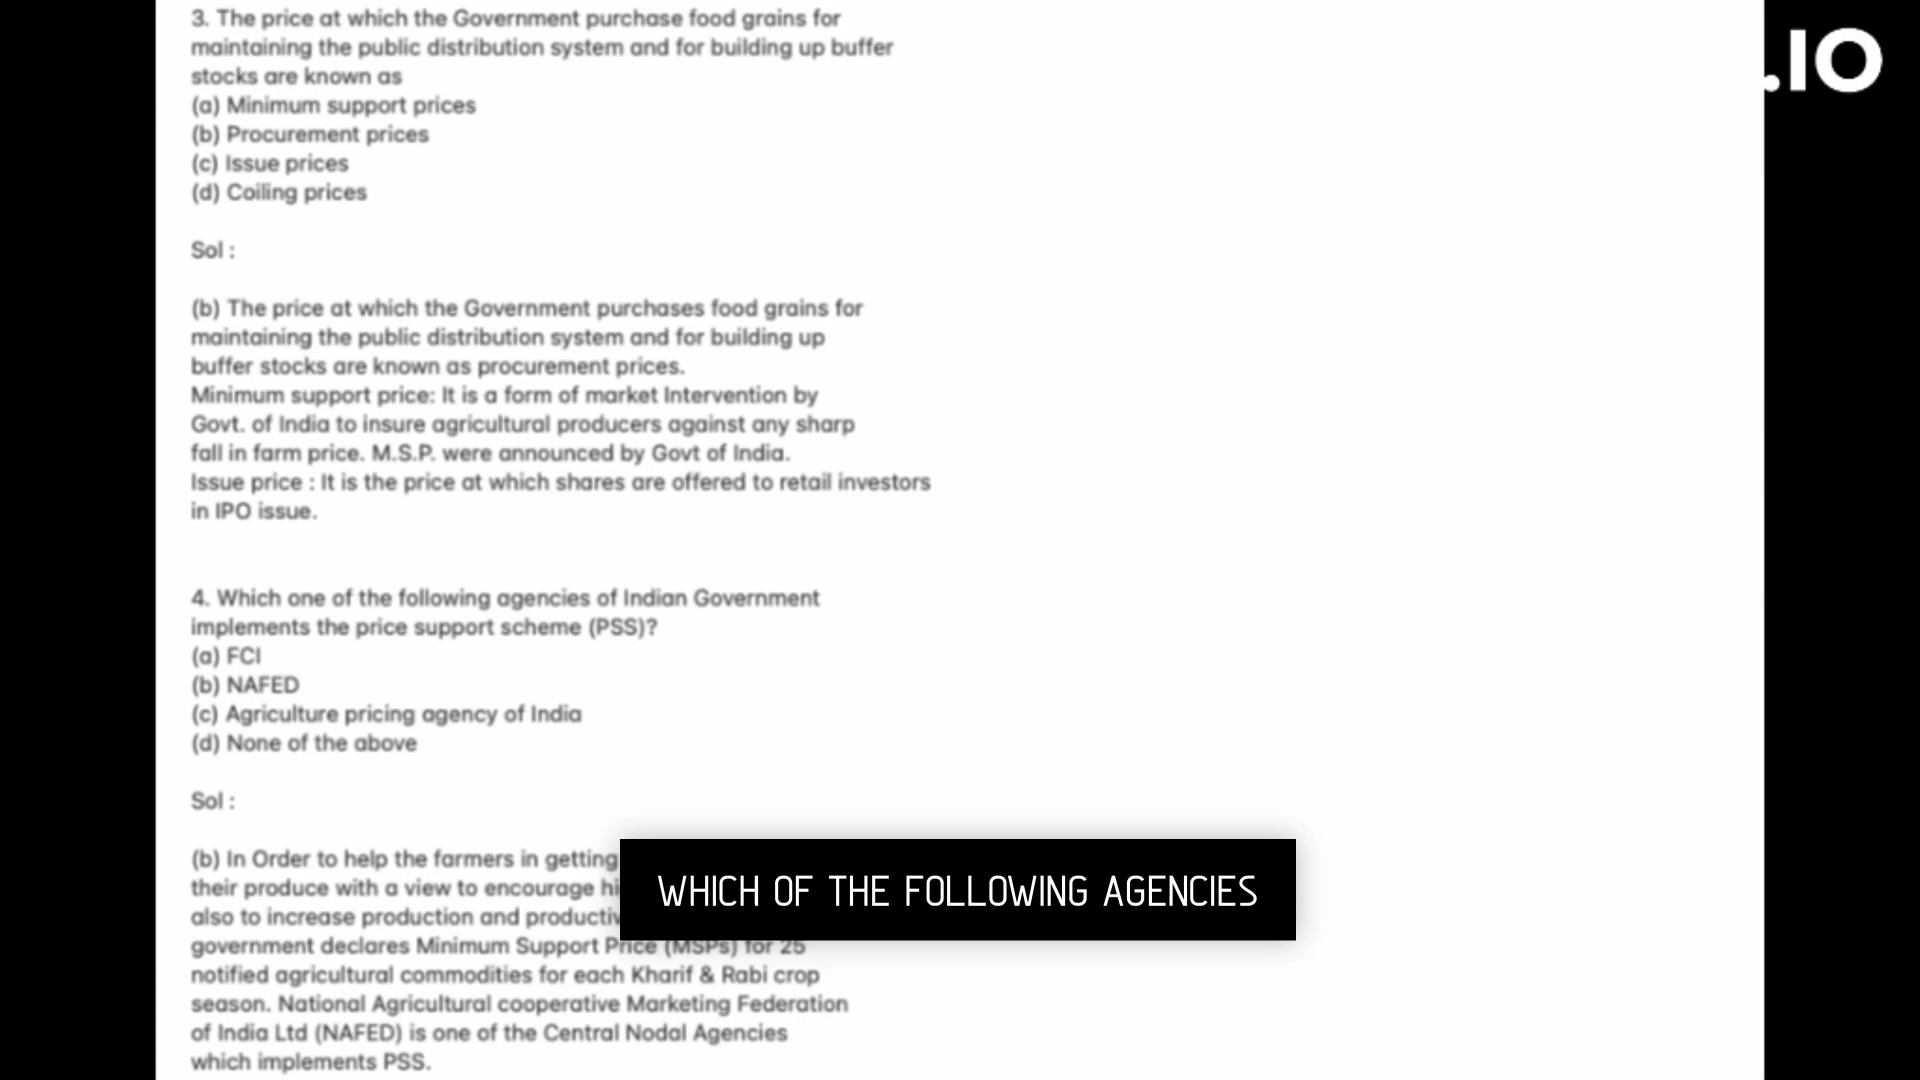 3. The price at which the Government purchase food grains for
maintaining the public distribution system and for building up buffer
stocks are known as
(a) Minimum support prices
(b) Procurement prices
(c) Issue prices
(d) Coiling prices
Sol :
(b) The price at which the Government purchases food grains for
maintaining the public distribution system and for building up
buffer stocks are known as procurement prices.
Minimum support price: It is a form of market Intervention by
Govt. of India to insure agricultural producers against any sharp
fall in farm price. M.S.P. were announced by Govt of India.
Issue price : It is the price at which shares are offered to retail investors
in IPO issue.
4. Which one of the following agencies of Indian Government
implements the price support scheme (PSS)?
(a) FCI
(b) NAFED
(c) Agriculture pricing agency of India
(d) None of the above
Sol :
(b) In Order to help the farmers in getting
their produce with a view to encourage
also to increase production and
government declares Minimum Support Price (MSPs) for 25
notified agricultural commodities for each Kharif & Rabi crop
season. National Agricultural cooperative Marketing Federation
of India Ltd (NAFED) is one of the Central Nodal Agencies
which implements PSS.
WHICH OF THE FOLLOWING AGENCIES
.IO